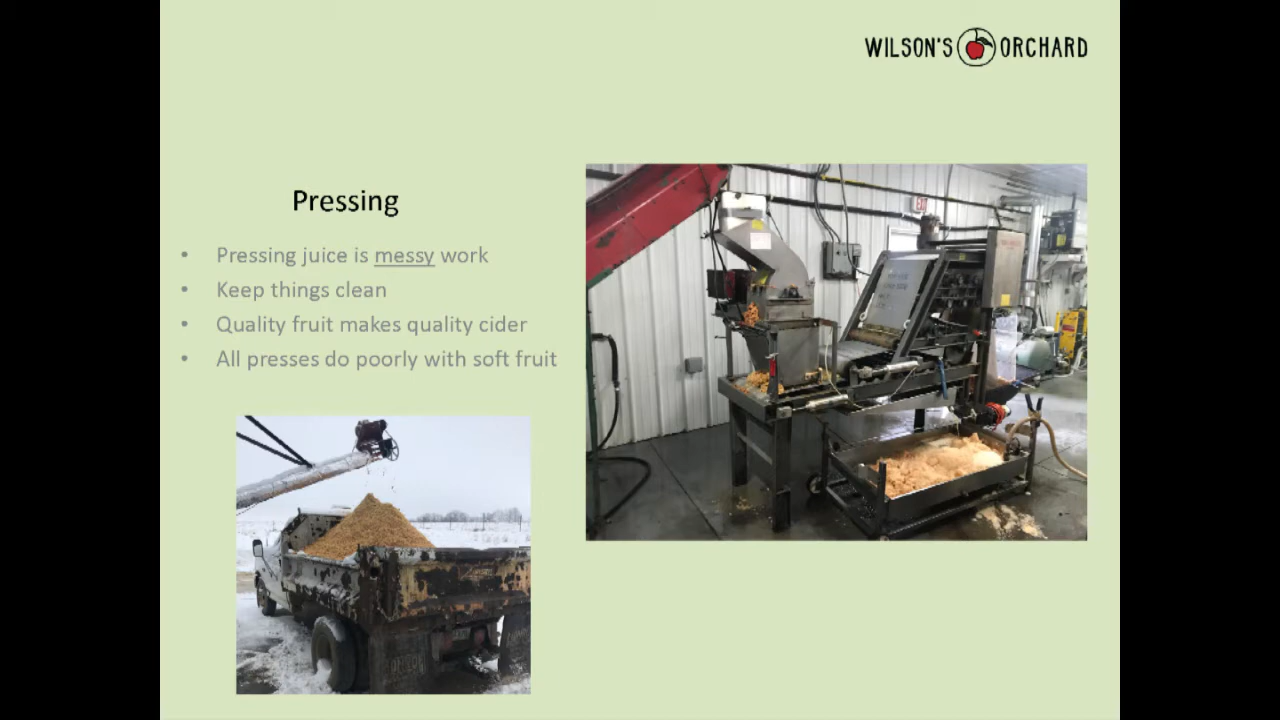 WILSON'S ORCHARD
Pressing
• Pressing juice is messy work
• Keep things clean
• Quality fruit makes quality cider
• All presses do poorly with soft fruit
EXIT